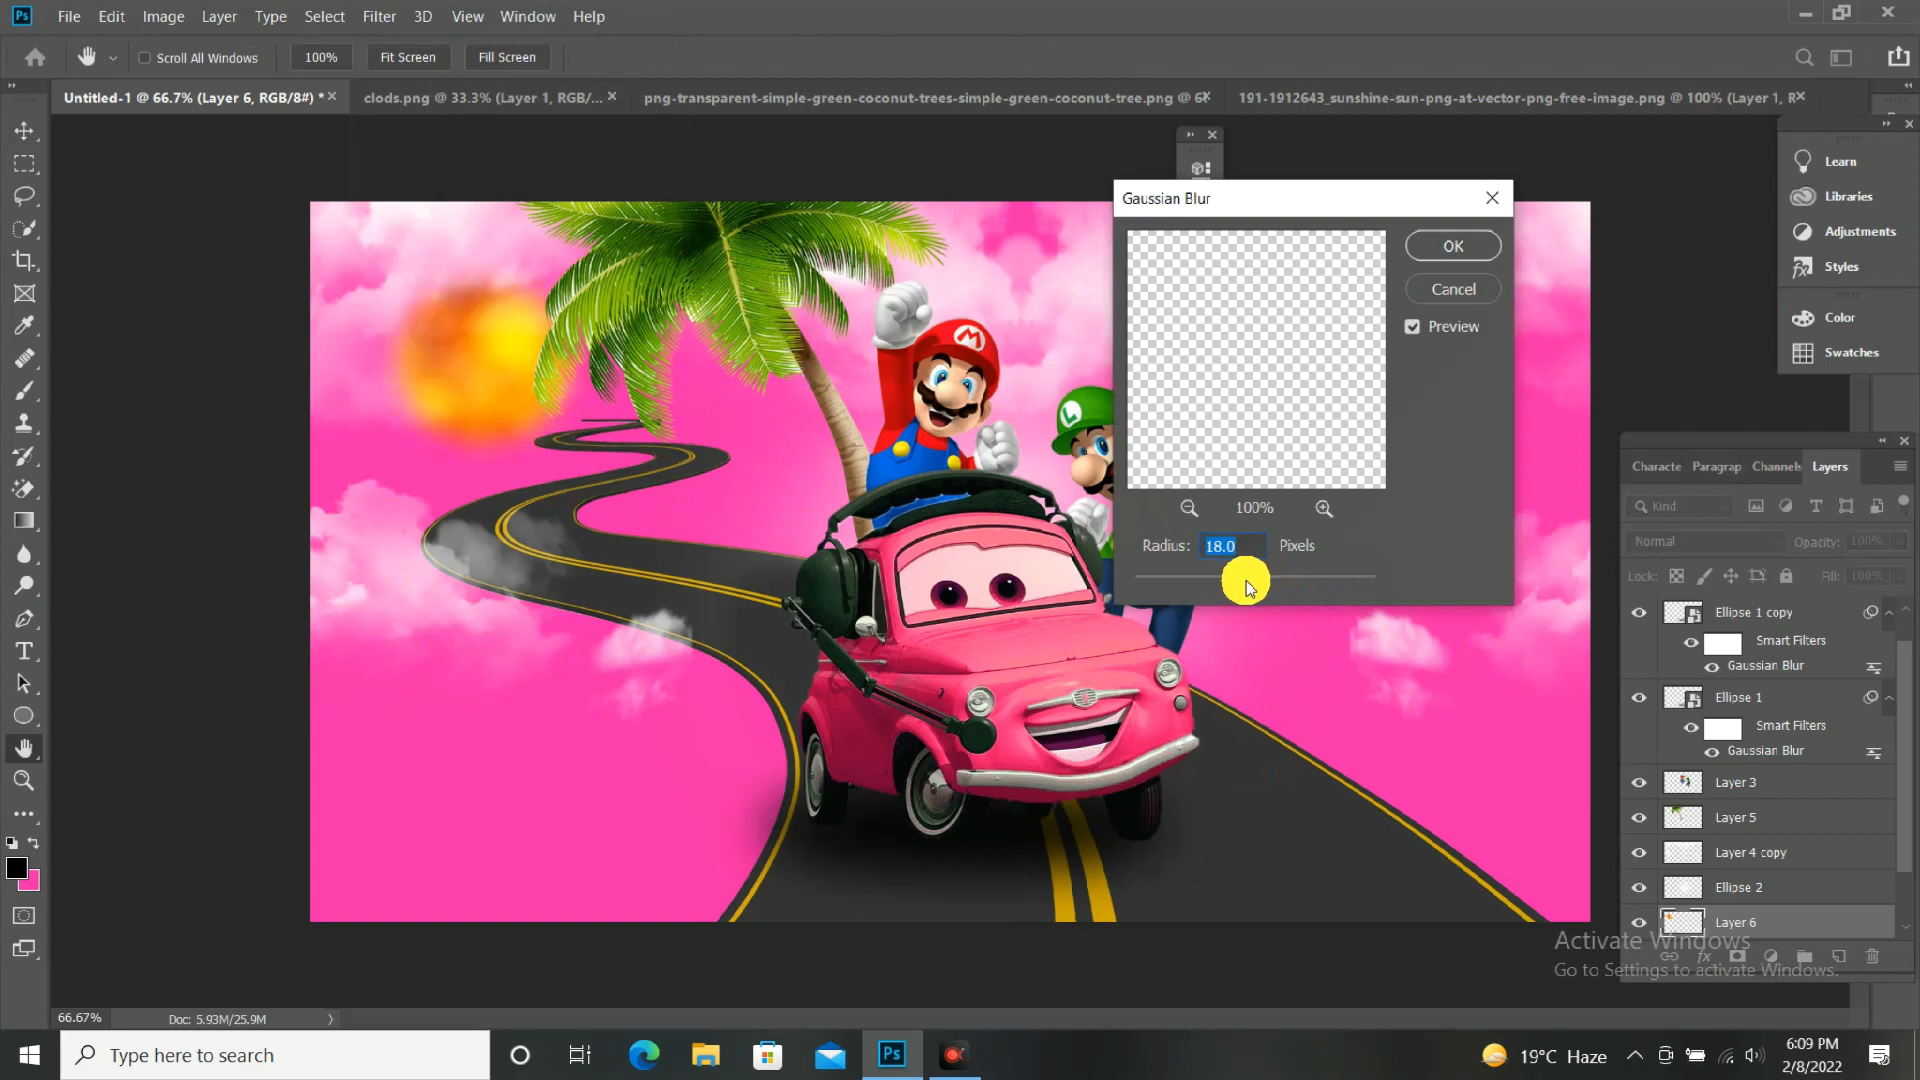 Ps File Edit Image Layer Type Select Filter 3D View Window Help
Scroll All Windows 100% Fit Screen Fill Screen
Untitled-1 @ 66.7% (Layer 6, RGB/8#) * clods.png @ 33.3% (Layer 1, RGB/... png-transparent-simple-green-coconut-trees-simple-green-coconut-tree.png @ 191-1912643_sunshine-sun-png-at-vector-png-free-image.png @ 100% (Layer 1,
Learn
Libraries
Adjustments
Styles
Color
Swatches
Gaussian Blur
OK
Cancel
Preview
100%
Radius: 18.0 Pixels
M
L
Characte Paragrap Channels Layers
Kind
Normal Opacity: 100%
Lock: Fill: 100%
Ellipse 1 copy
Smart Filters
Gaussian Blur
Ellipse 1
Smart Filters
Gaussian Blur
Layer 3
Layer 5
Layer 4 copy
Ellipse 2
Layer 6
Activate Windows
Go to Settings to activate Windows.
66.67% Doc: 5.93M/25.9M
Type here to search
Ps
19°C Haze
6:09 PM
2/8/2022